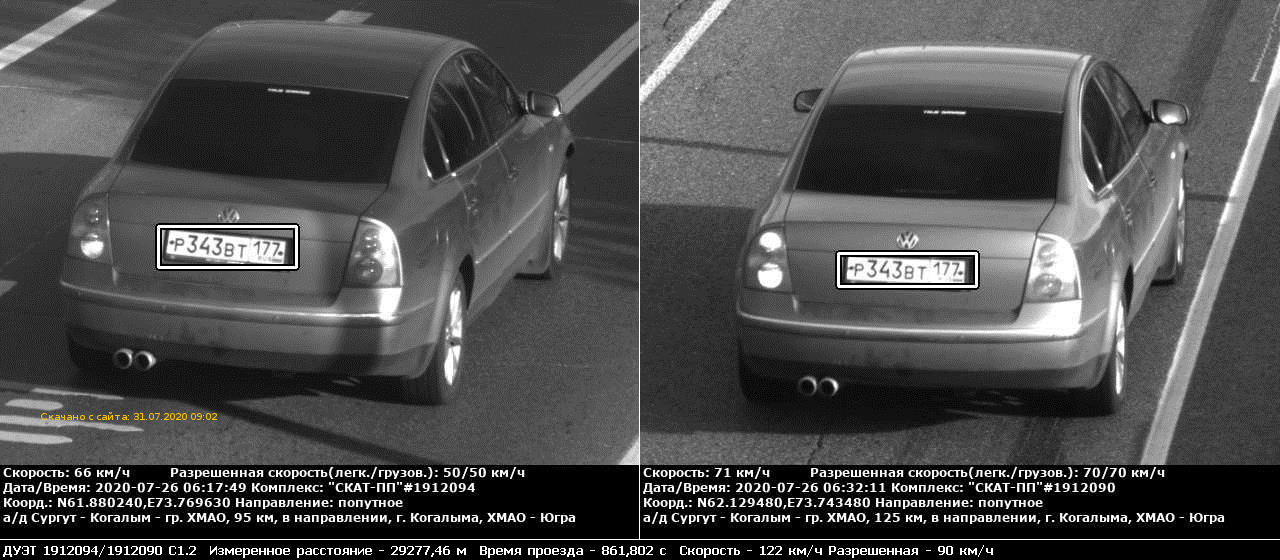 TALE GARAGE
P343BT 177
Скачано с сайта: 31.07.2020 09:02
Скорость: 66 км/ч Разрешенная скорость(легк./грузов.): 50/50 км/ч
Дата/Время: 2020-07-26 06:17:49 Комплекс: "СКАТ-ПП"#1912094
Коорд.: N61.880240,E73.769630 Направление: попутное
а/д Сургут - Когалым - гр. ХМАО, 95 км, в направлении, г. Когалыма, ХМАО - Югра
P343BT 177
Скорость: 71 км/ч Разрешенная скорость(легк./грузов.): 70/70 км/ч
Дата/Время: 2020-07-26 06:32:11 Комплекс: "СКАТ-ПП"#1912090
Коорд.: N62.129480,E73.743480 Направление: попутное
а/д Сургут - Когалым - гр. ХМАО, 125 км, в направлении, г. Когалыма, ХМАО - Югра
ДУЭТ 1912094/1912090 С1.2 Измеренное расстояние - 29277,46 м Время проезда - 861,802 с Скорость - 122 км/ч Разрешенная - 90 км/ч